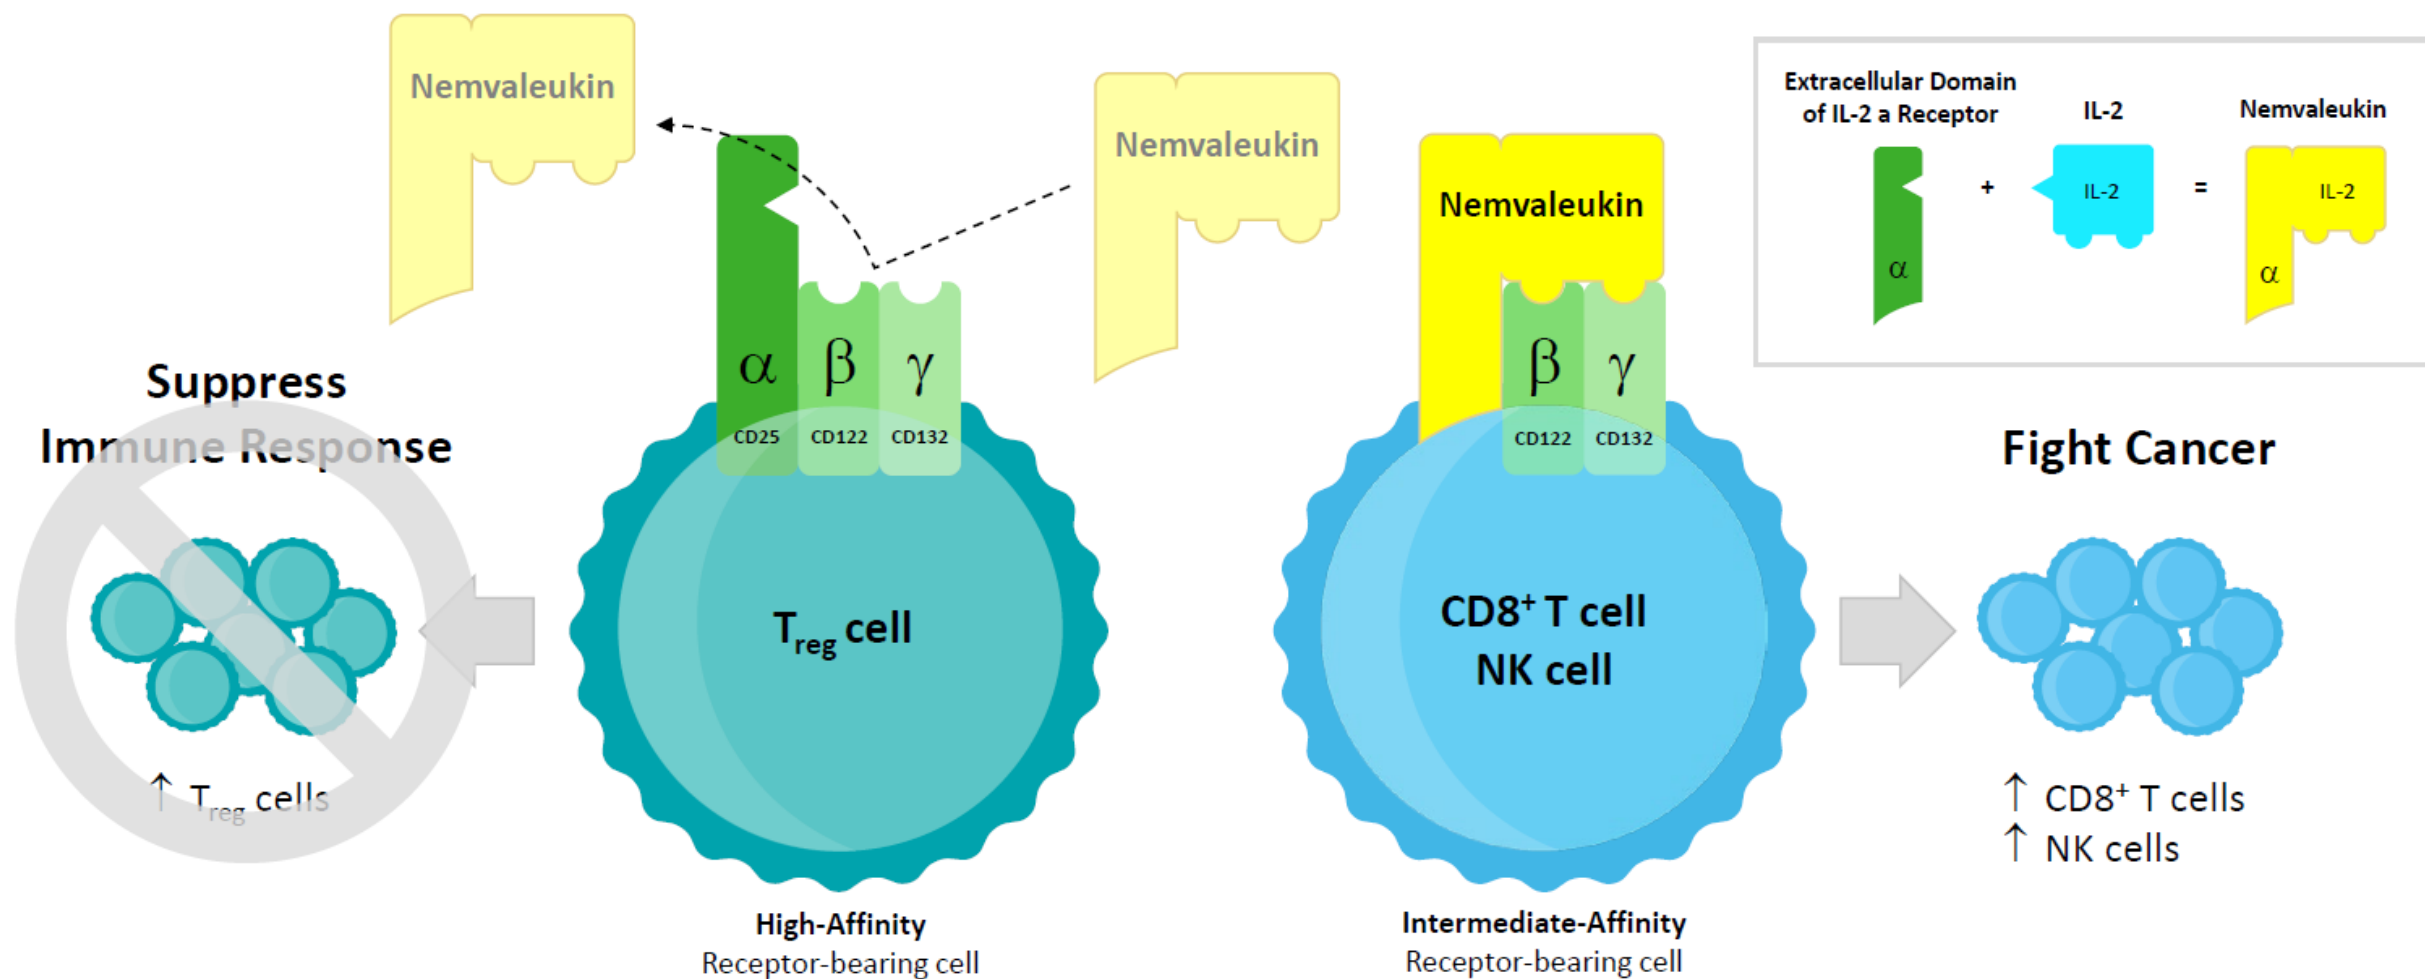 Nemvaleukin
Nemvaleukin
Nemvaleukin
Extracellular Domain
of IL-2 a Receptor
IL-2
Nemvaleukin
α
+
IL-2
=
IL-2
α
Suppress
Immune Response
↑ Treg cells
α
β
γ
CD25
CD122
CD132
Treg cell
High-Affinity
Receptor-bearing cell
β
γ
CD122
CD132
CD8⁺ T cell
NK cell
Intermediate-Affinity
Receptor-bearing cell
Fight Cancer
↑ CD8⁺ T cells
↑ NK cells